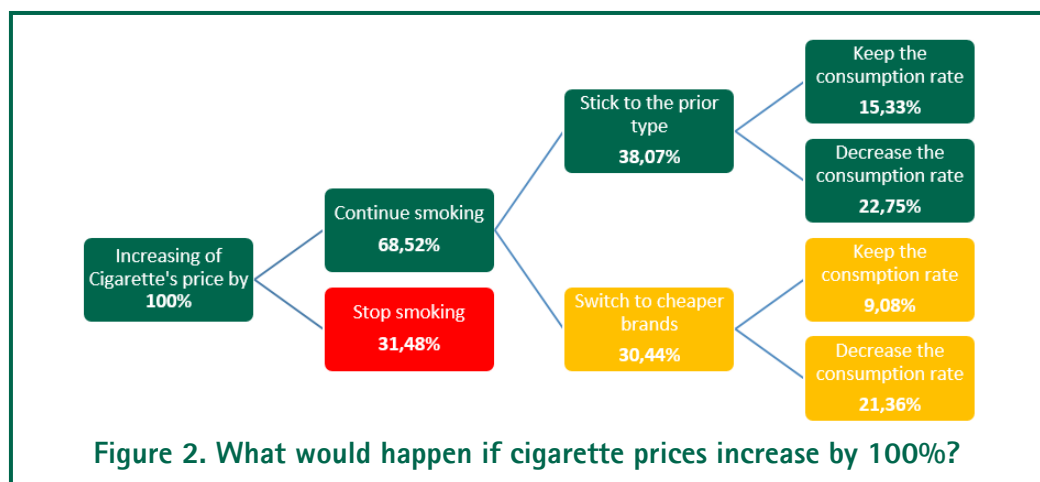 Increasing of
Cigarette's price by
100%
Continue smoking
68,52%
Stop smoking
31,48%
Stick to the prior
type
38,07%
Switch to cheaper
brands
30,44%
Keep the
consumption rate
15,33%
Decrease the
consumption rate
22,75%
Keep the
consmption rate
9,08%
Decrease the
consumption rate
21,36%
Figure 2. What would happen if cigarette prices increase by 100%?